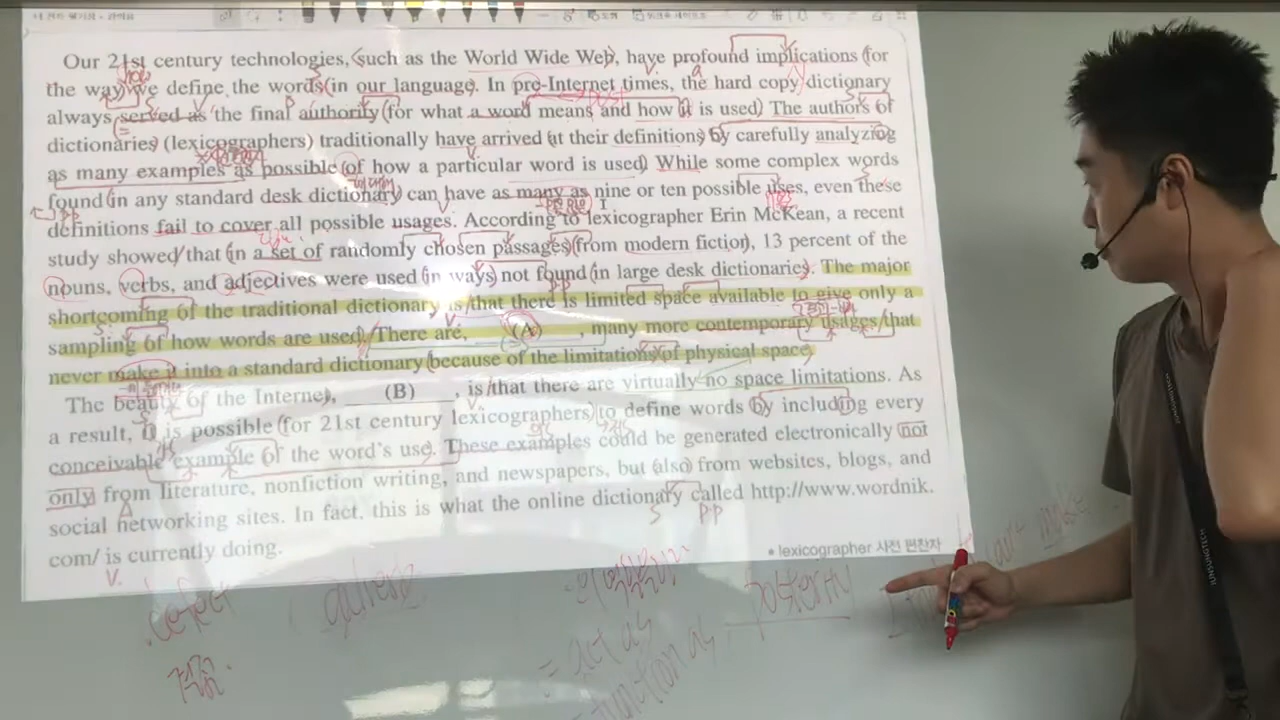 Our 21st century technologies, such as the World Wide Web, have profound implications for
the way we define the words in our language. In pre-Internet times, the hard copy dictionary
always served as the final authority for what a word means and how it is used. The authors of
dictionaries (lexicographers) traditionally have arrived at their definitions by carefully analyzing
as many examples as possible of how a particular word is used. While some complex words
found in any standard desk dictionary can have as many as nine or ten possible uses, even these
definitions fail to cover all possible usages. According to lexicographer Erin McKean, a recent
study showed that in a set of randomly chosen passages from modern fiction, 13 percent of the
nouns, verbs, and adjectives were used in ways not found in large desk dictionaries. The major
shortcoming of the traditional dictionary is that there is limited space available to give only a
sampling of how words are used. There are, (A) , many more contemporary usages that
never make it into a standard dictionary because of the limitations of physical space.
The beauty of the Internet, (B) , is that there are virtually no space limitations. As
a result, it is possible for 21st century lexicographers to define words by including every
conceivable example of the word's use. These examples could be generated electronically not
only from literature, nonfiction writing, and newspapers, but also from websites, blogs, and
social networking sites. In fact, this is what the online dictionary called http://www.wordnik.
com/ is currently doing.
* lexicographer 사전 편찬자
defect
= act as
function as